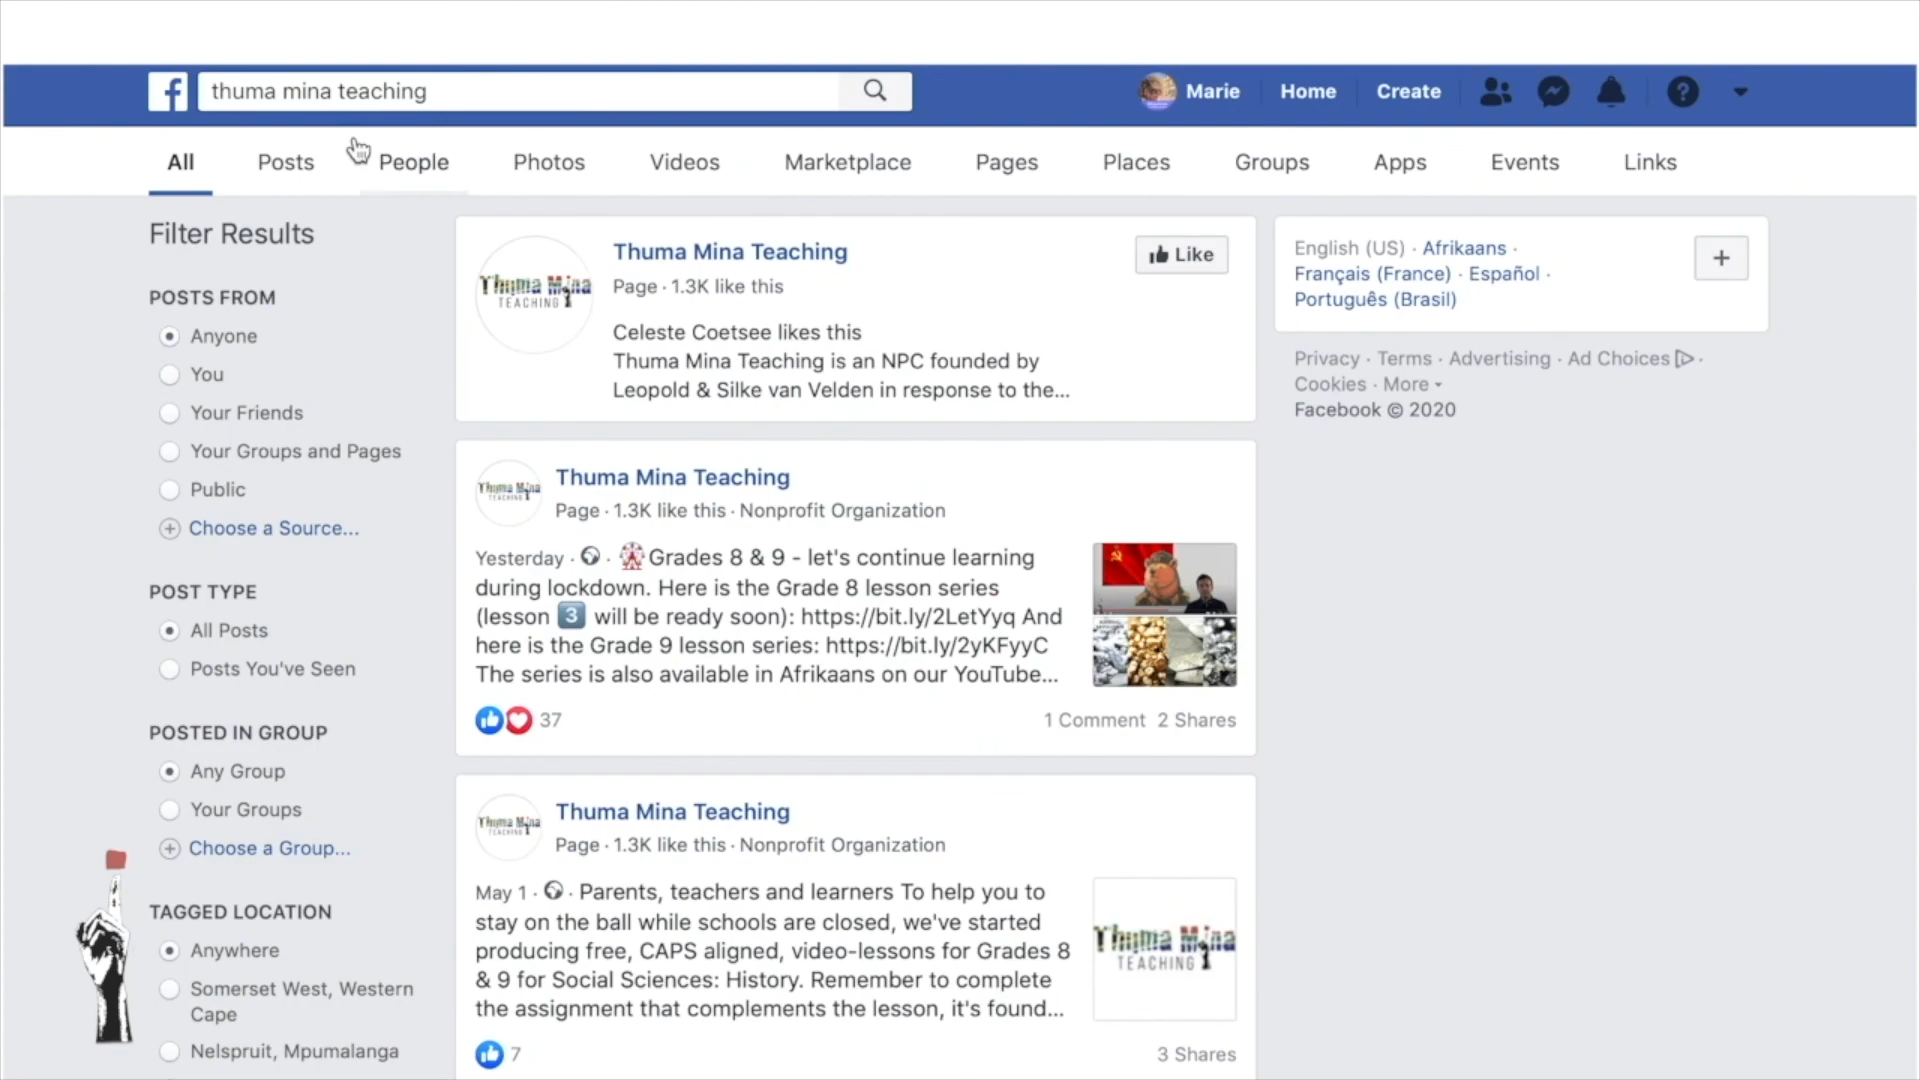 thuma mina teaching
Marie Home Create
All Posts People Photos Videos Marketplace Pages Places Groups Apps Events Links
Filter Results
POSTS FROM
Anyone
You
Your Friends
Your Groups and Pages
Public
Choose a Source...
POST TYPE
All Posts
Posts You've Seen
POSTED IN GROUP
Any Group
Your Groups
Choose a Group...
TAGGED LOCATION
Anywhere
Somerset West, Western
Cape
Nelspruit, Mpumalanga
Thuma Mina
TEACHING
Thuma Mina Teaching
Like
Page · 1.3K like this
Celeste Coetsee likes this
Thuma Mina Teaching is an NPC founded by
Leopold & Silke van Velden in response to the...
Thuma Mina
TEACHING
Thuma Mina Teaching
Page · 1.3K like this · Nonprofit Organization
Yesterday · · 🎡Grades 8 & 9 - let's continue learning
during lockdown. Here is the Grade 8 lesson series
(lesson 3️⃣ will be ready soon): https://bit.ly/2LetYyq And
here is the Grade 9 lesson series: https://bit.ly/2yKFyyC
The series is also available in Afrikaans on our YouTube...
37
1 Comment 2 Shares
Thuma Mina
TEACHING
Thuma Mina Teaching
Page · 1.3K like this · Nonprofit Organization
May 1 · · Parents, teachers and learners To help you to
stay on the ball while schools are closed, we've started
producing free, CAPS aligned, video-lessons for Grades 8
& 9 for Social Sciences: History. Remember to complete
the assignment that complements the lesson, it's found...
Thuma Mina
TEACHING
7
3 Shares
English (US) · Afrikaans ·
Français (France) · Español ·
Português (Brasil)
+
Privacy · Terms · Advertising · Ad Choices ·
Cookies · More
Facebook © 2020